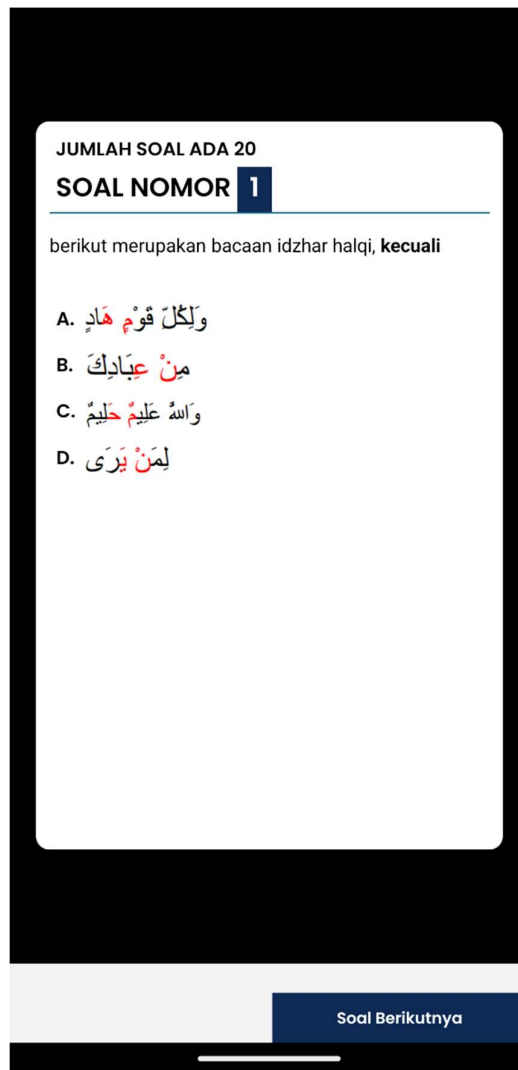 JUMLAH SOAL ADA 20
SOAL NOMOR 1
berikut merupakan bacaan idzhar halqi, kecuali
A. وَلِكُلِّ قَوْمٍ هَادٍ
B. مِنْ عِبَادِكَ
C. وَاللهُ عَلِيمٌ حَلِيمٌ
D. لِمَنْ يَرَى
Soal Berikutnya